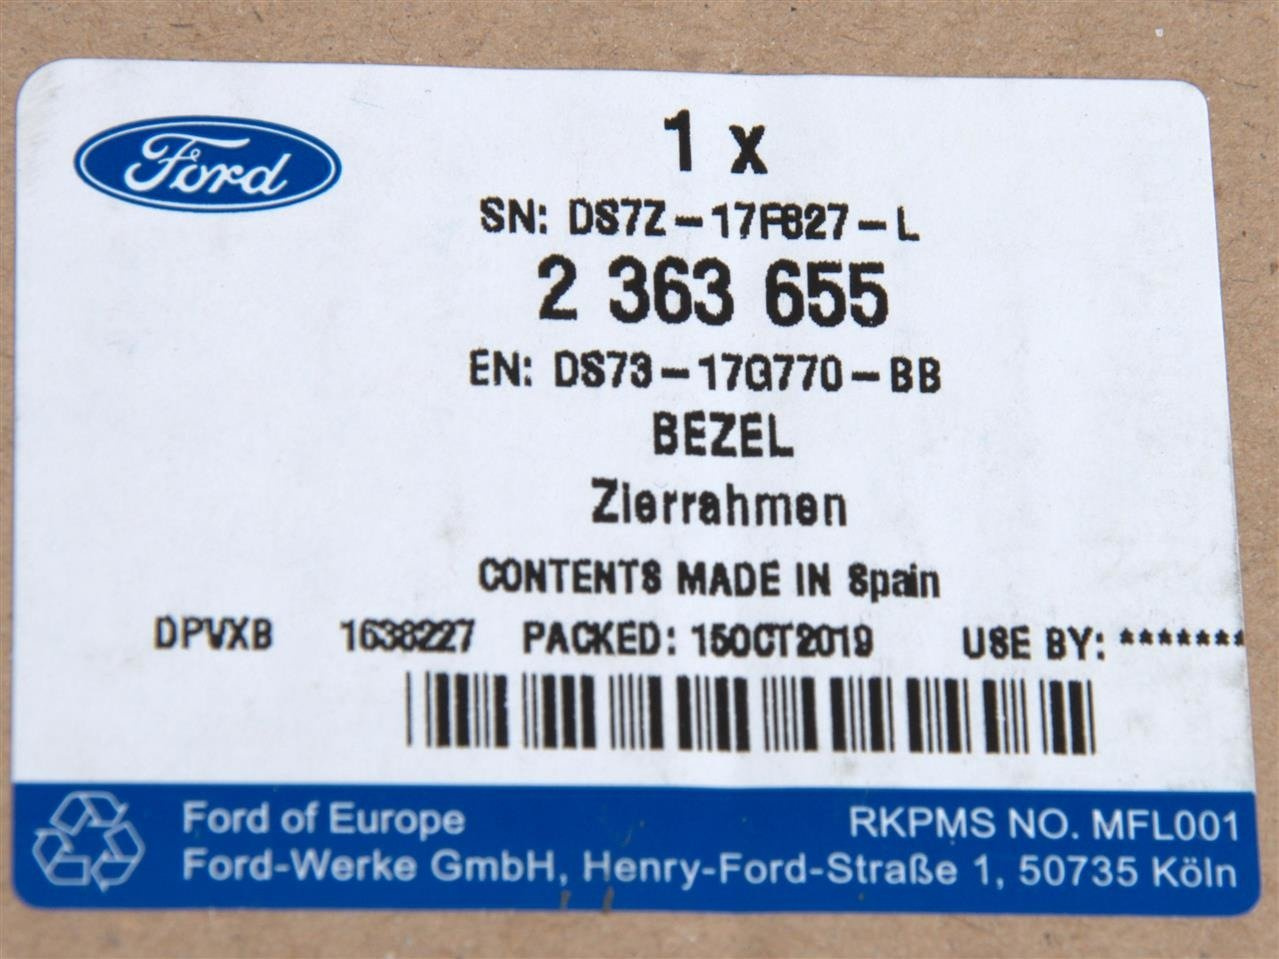 Ford
1 x
SN: DS7Z-17F827-L
2 363 655
EN: DS73-17G770-BB
BEZEL
Zierrahmen
CONTENTS MADE IN Spain
DPVXB 1638227 PACKED: 15OCT2019 USE BY: *******
Ford of Europe RKPMS NO. MFL001
Ford-Werke GmbH, Henry-Ford-Straße 1, 50735 Köln